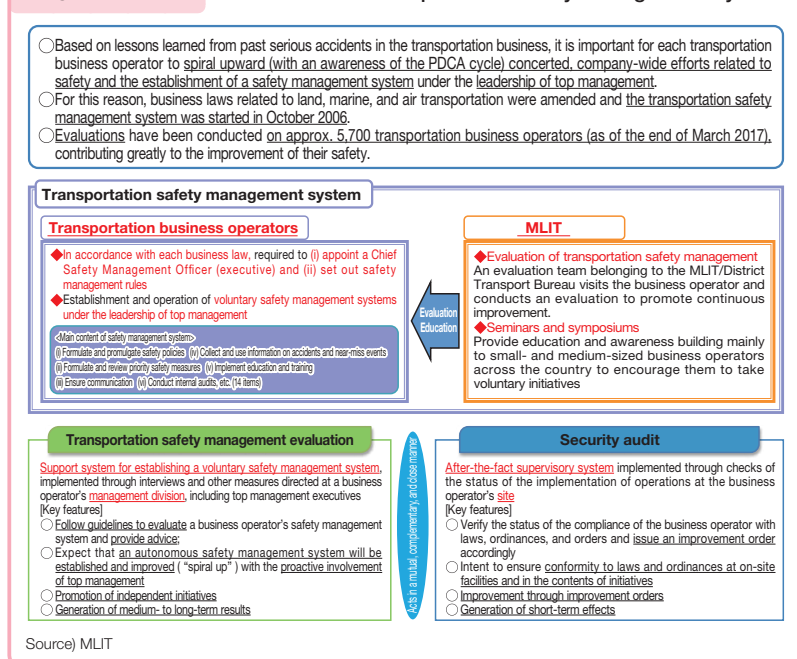 ○Based on lessons learned from past serious accidents in the transportation business, it is important for each transportation
business operator to spiral upward (with an awareness of the PDCA cycle) concerted, company-wide efforts related to
safety and the establishment of a safety management system under the leadership of top management.
○For this reason, business laws related to land, marine, and air transportation were amended and the transportation safety
management system was started in October 2006.
○Evaluations have been conducted on approx. 5,700 transportation business operators (as of the end of March 2017),
contributing greatly to the improvement of their safety.
Transportation safety management system
Transportation business operators
◆In accordance with each business law, required to (i) appoint a Chief
Safety Management Officer (executive) and (ii) set out safety
management rules
◆Establishment and operation of voluntary safety management systems
under the leadership of top management
<Main content of safety management system>
(i) Formulate and promulgate safety policies (iv) Collect and use information on accidents and near-miss events
(ii) Formulate and review priority safety measures (v) Implement education and training
(iii) Ensure communication (vi) Conduct internal audits, etc. (14 items)
Evaluation
Education
MLIT
◆Evaluation of transportation safety management
An evaluation team belonging to the MLIT/District
Transport Bureau visits the business operator and
conducts an evaluation to promote continuous
improvement.
◆Seminars and symposiums
Provide education and awareness building mainly
to small- and medium-sized business operators
across the country to encourage them to take
voluntary initiatives
Transportation safety management evaluation
Support system for establishing a voluntary safety management system,
implemented through interviews and other measures directed at a business
operator's management division, including top management executives
[Key features]
○ Follow guidelines to evaluate a business operator's safety management
system and provide advice;
○ Expect that an autonomous safety management system will be
established and improved ( "spiral up" ) with the proactive involvement
of top management
○ Promotion of independent initiatives
○ Generation of medium- to long-term results
Acts in a mutual, complementary, and close manner
Security audit
After-the-fact supervisory system implemented through checks of
the status of the implementation of operations at the business
operator's site
[Key features]
○ Verify the status of the compliance of the business operator with
laws, ordinances, and orders and issue an improvement order
accordingly
○ Intent to ensure conformity to laws and ordinances at on-site
facilities and in the contents of initiatives
○ Improvement through improvement orders
○ Generation of short-term effects
Source) MLIT